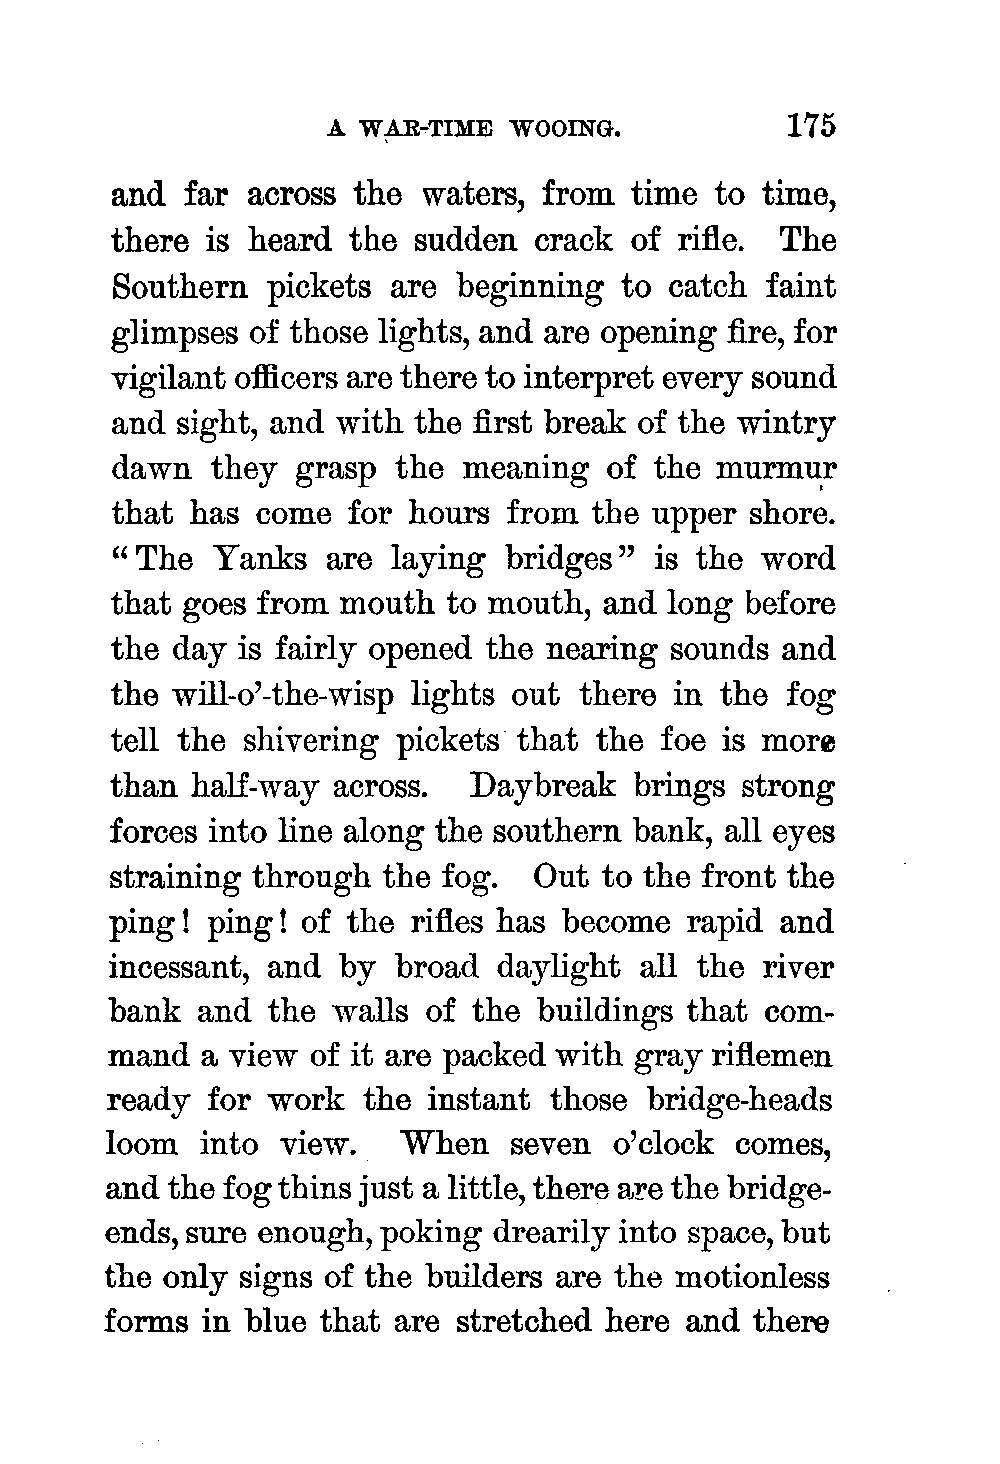 A WAR-TIME WOOING. 175
and far across the waters, from time to time,
there is heard the sudden crack of rifle. The
Southern pickets are beginning to catch faint
glimpses of those lights, and are opening fire, for
vigilant officers are there to interpret every sound
and sight, and with the first break of the wintry
dawn they grasp the meaning of the murmur
that has come for hours from the upper shore.
“The Yanks are laying bridges” is the word
that goes from mouth to mouth, and long before
the day is fairly opened the nearing sounds and
the will-o’-the-wisp lights out there in the fog
tell the shivering pickets that the foe is more
than half-way across. Daybreak brings strong
forces into line along the southern bank, all eyes
straining through the fog. Out to the front the
ping! ping! of the rifles has become rapid and
incessant, and by broad daylight all the river
bank and the walls of the buildings that com-
mand a view of it are packed with gray riflemen
ready for work the instant those bridge-heads
loom into view. When seven o’clock comes,
and the fog thins just a little, there are the bridge-
ends, sure enough, poking drearily into space, but
the only signs of the builders are the motionless
forms in blue that are stretched here and there